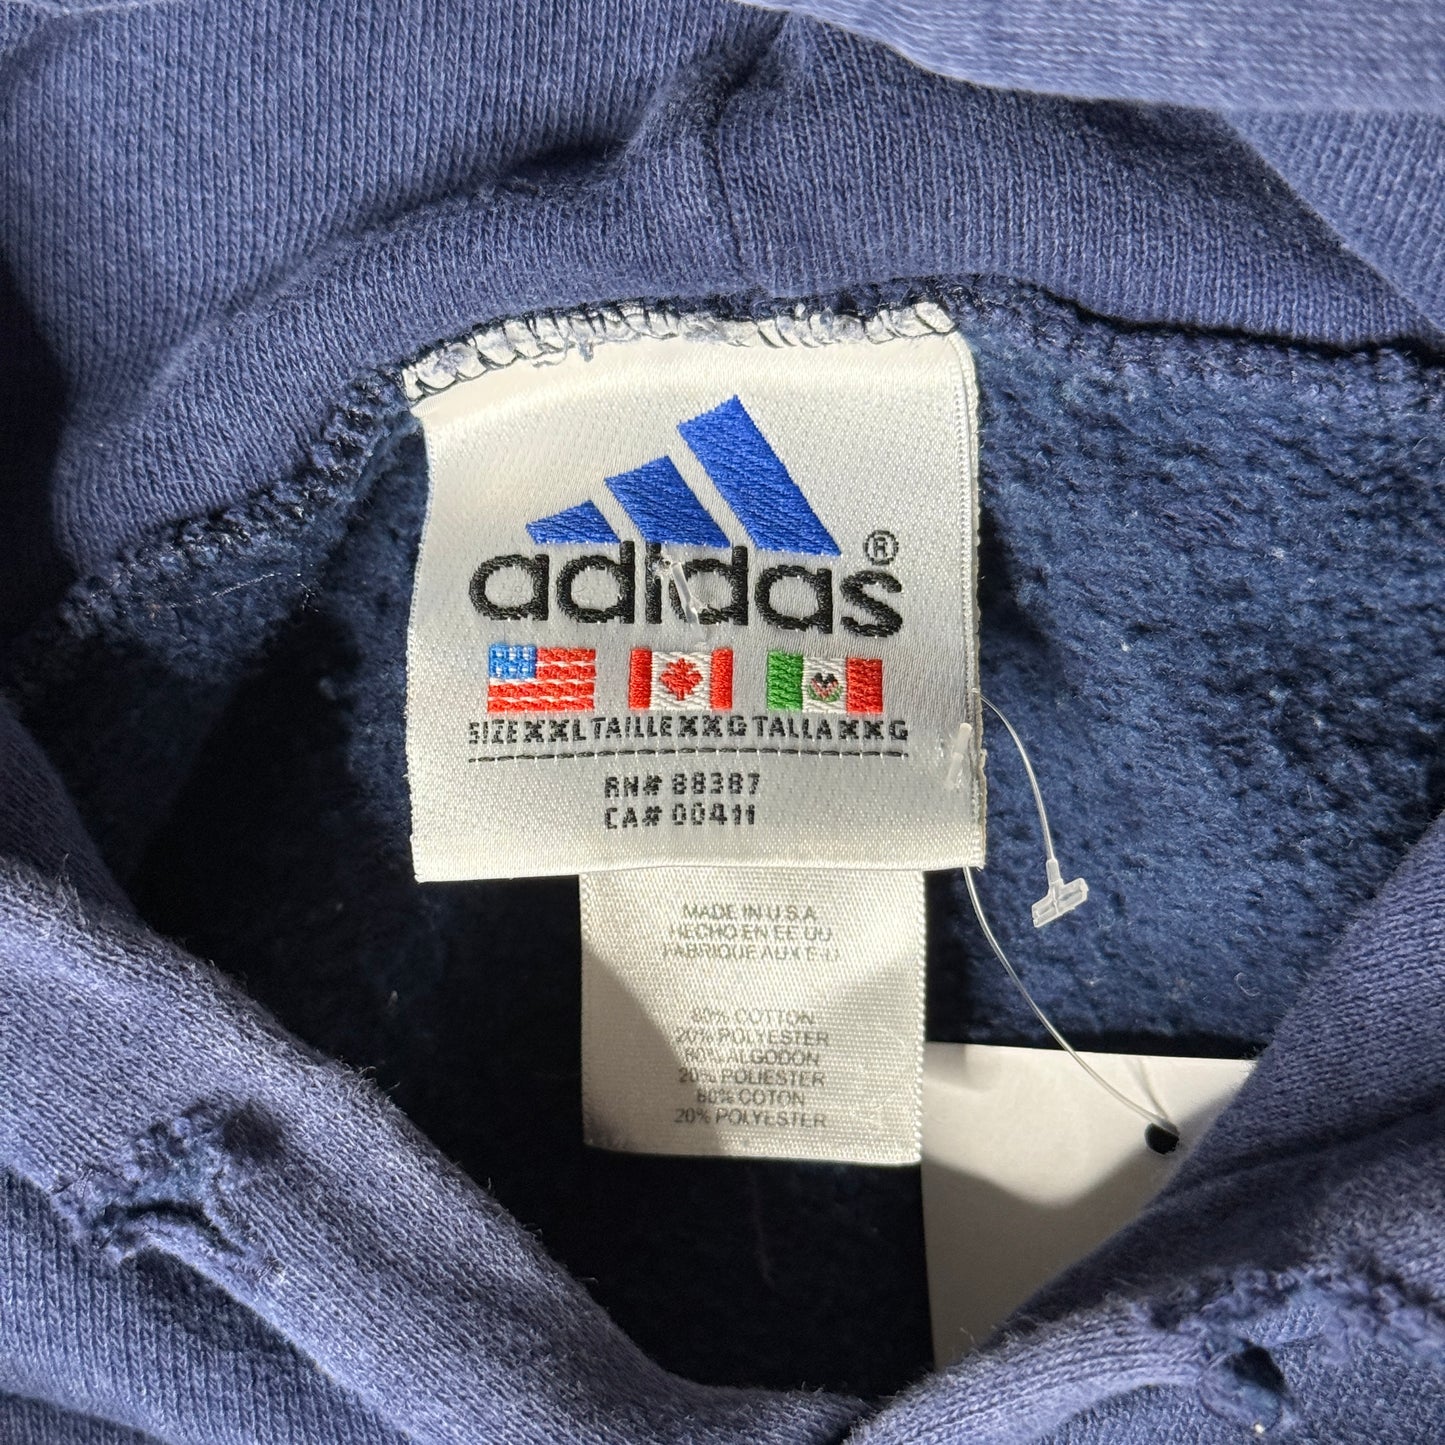 adidas®
SIZE XXL TAILLE XXG TALLA XXG
RN# 88387
CA# 00411
MADE IN U.S.A
HECHO EN EE UU
FABRIQUE AUX E-U
80% COTTON
20% POLYESTER
80% ALGODON
20% POLIESTER
80% COTON
20% POLYESTER